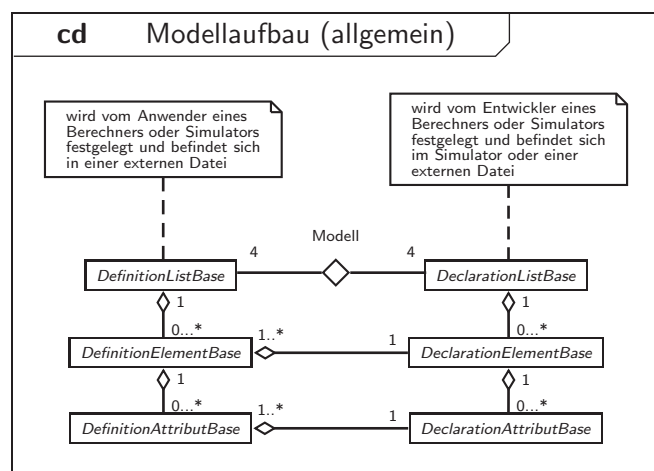 cd Modellaufbau (allgemein)
wird vom Anwender eines
Berechners oder Simulators
festgelegt und befindet sich
in einer externen Datei
wird vom Entwickler eines
Berechners oder Simulators
festgelegt und befindet sich
im Simulator oder einer
externen Datei
Modell
4 4
DefinitionListBase DeclarationListBase
1 1
0...* 0...*
1..* 1
DefinitionElementBase DeclarationElementBase
1 1
0...* 0...*
1..* 1
DefinitionAttributBase DeclarationAttributBase